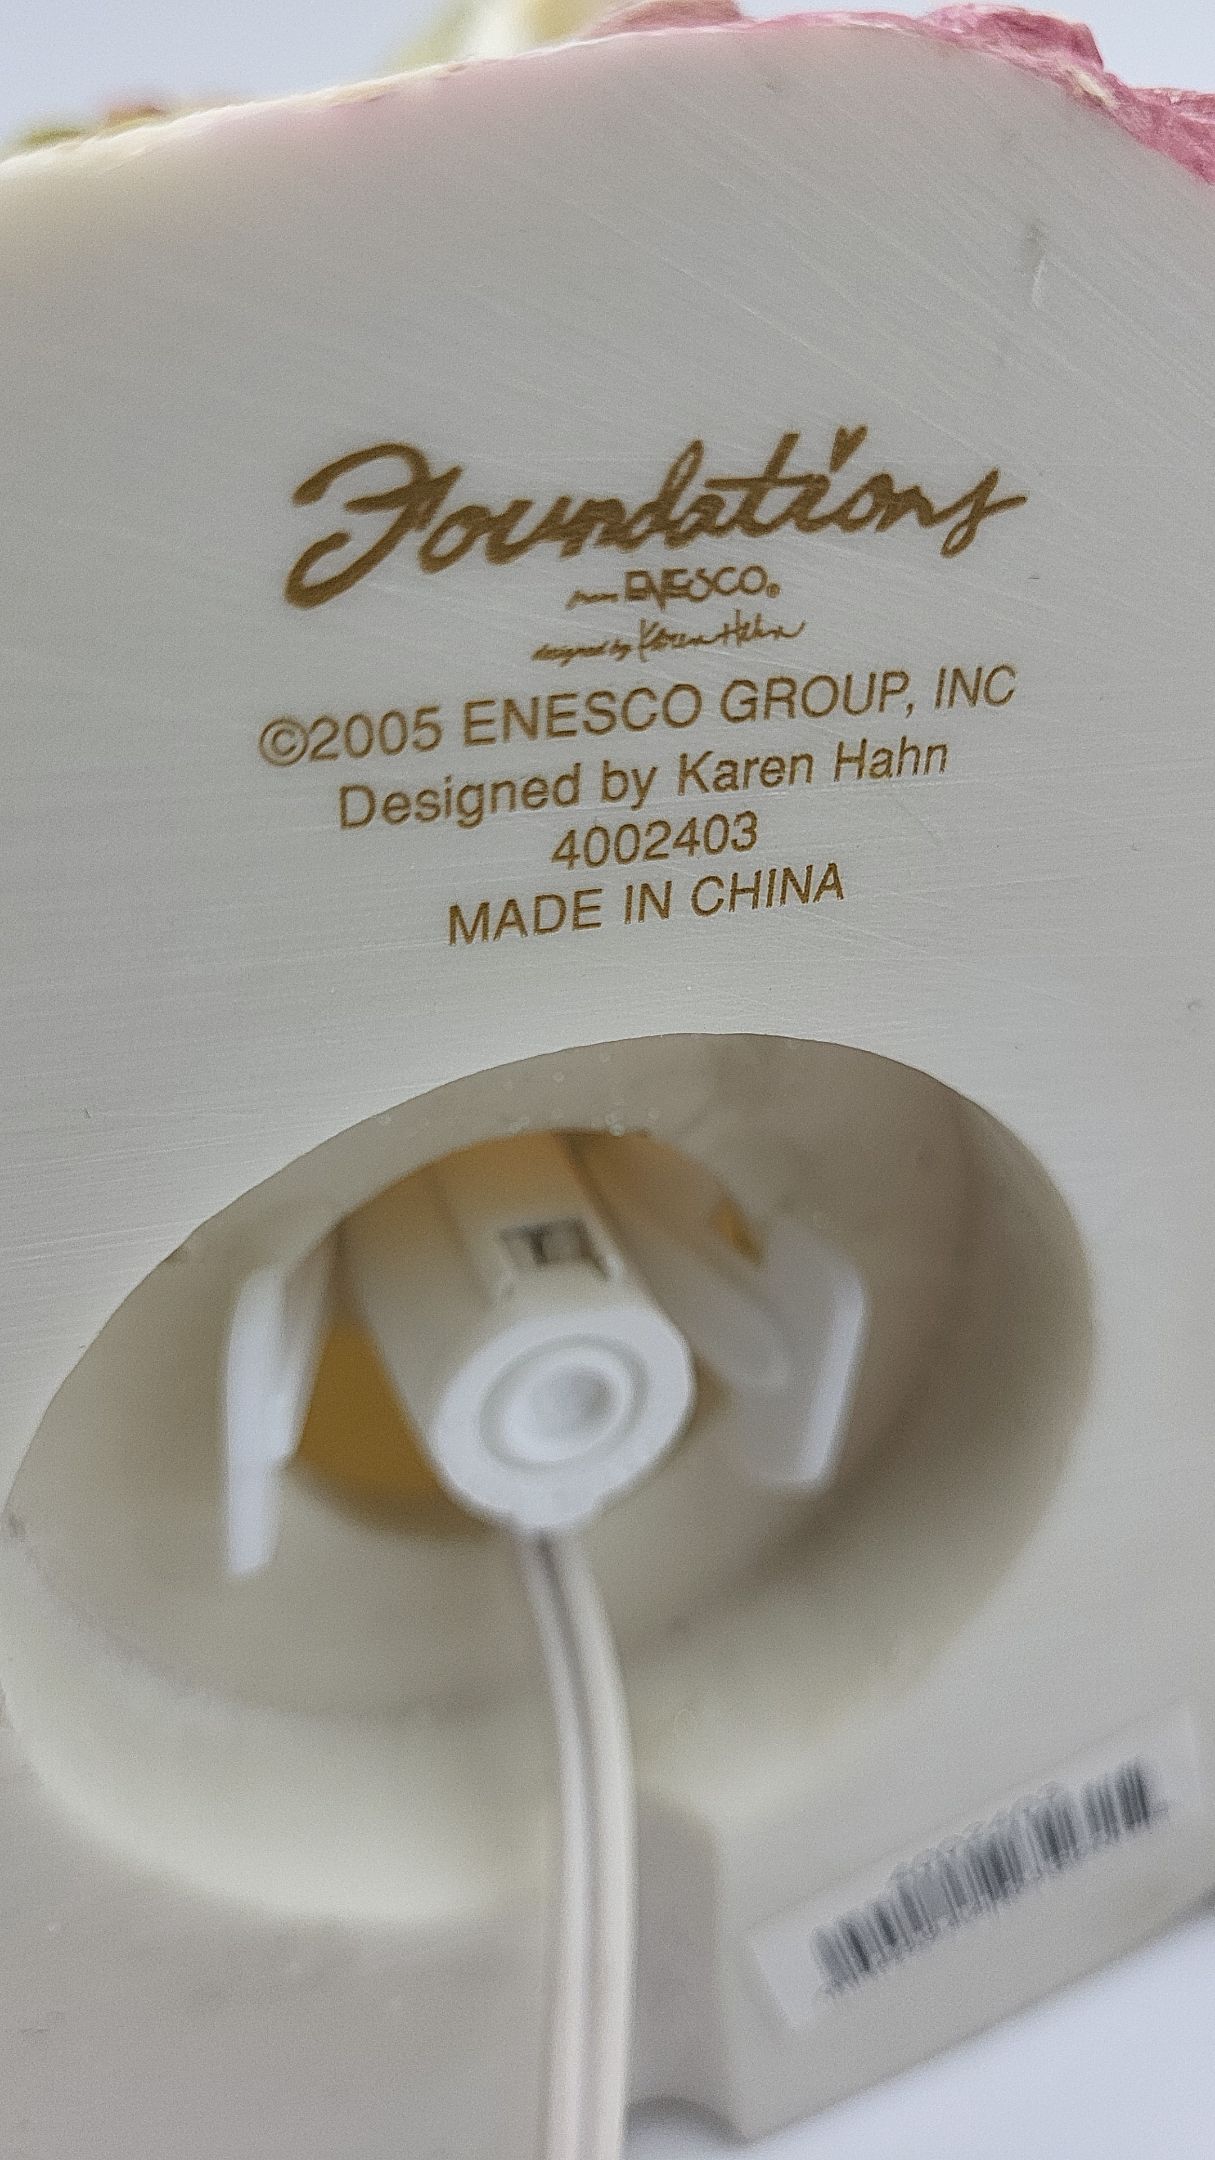 Foundations
from ENESCO®
designed by Karen Hahn
©2005 ENESCO GROUP, INC
Designed by Karen Hahn
4002403
MADE IN CHINA